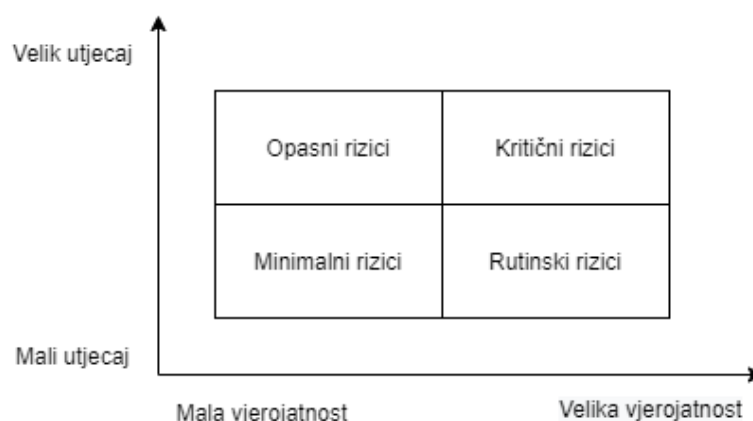 Velik utjecaj
Opasni rizici
Kritični rizici
Minimalni rizici
Rutinski rizici
Mali utjecaj
Mala vjerojatnost
Velika vjerojatnost